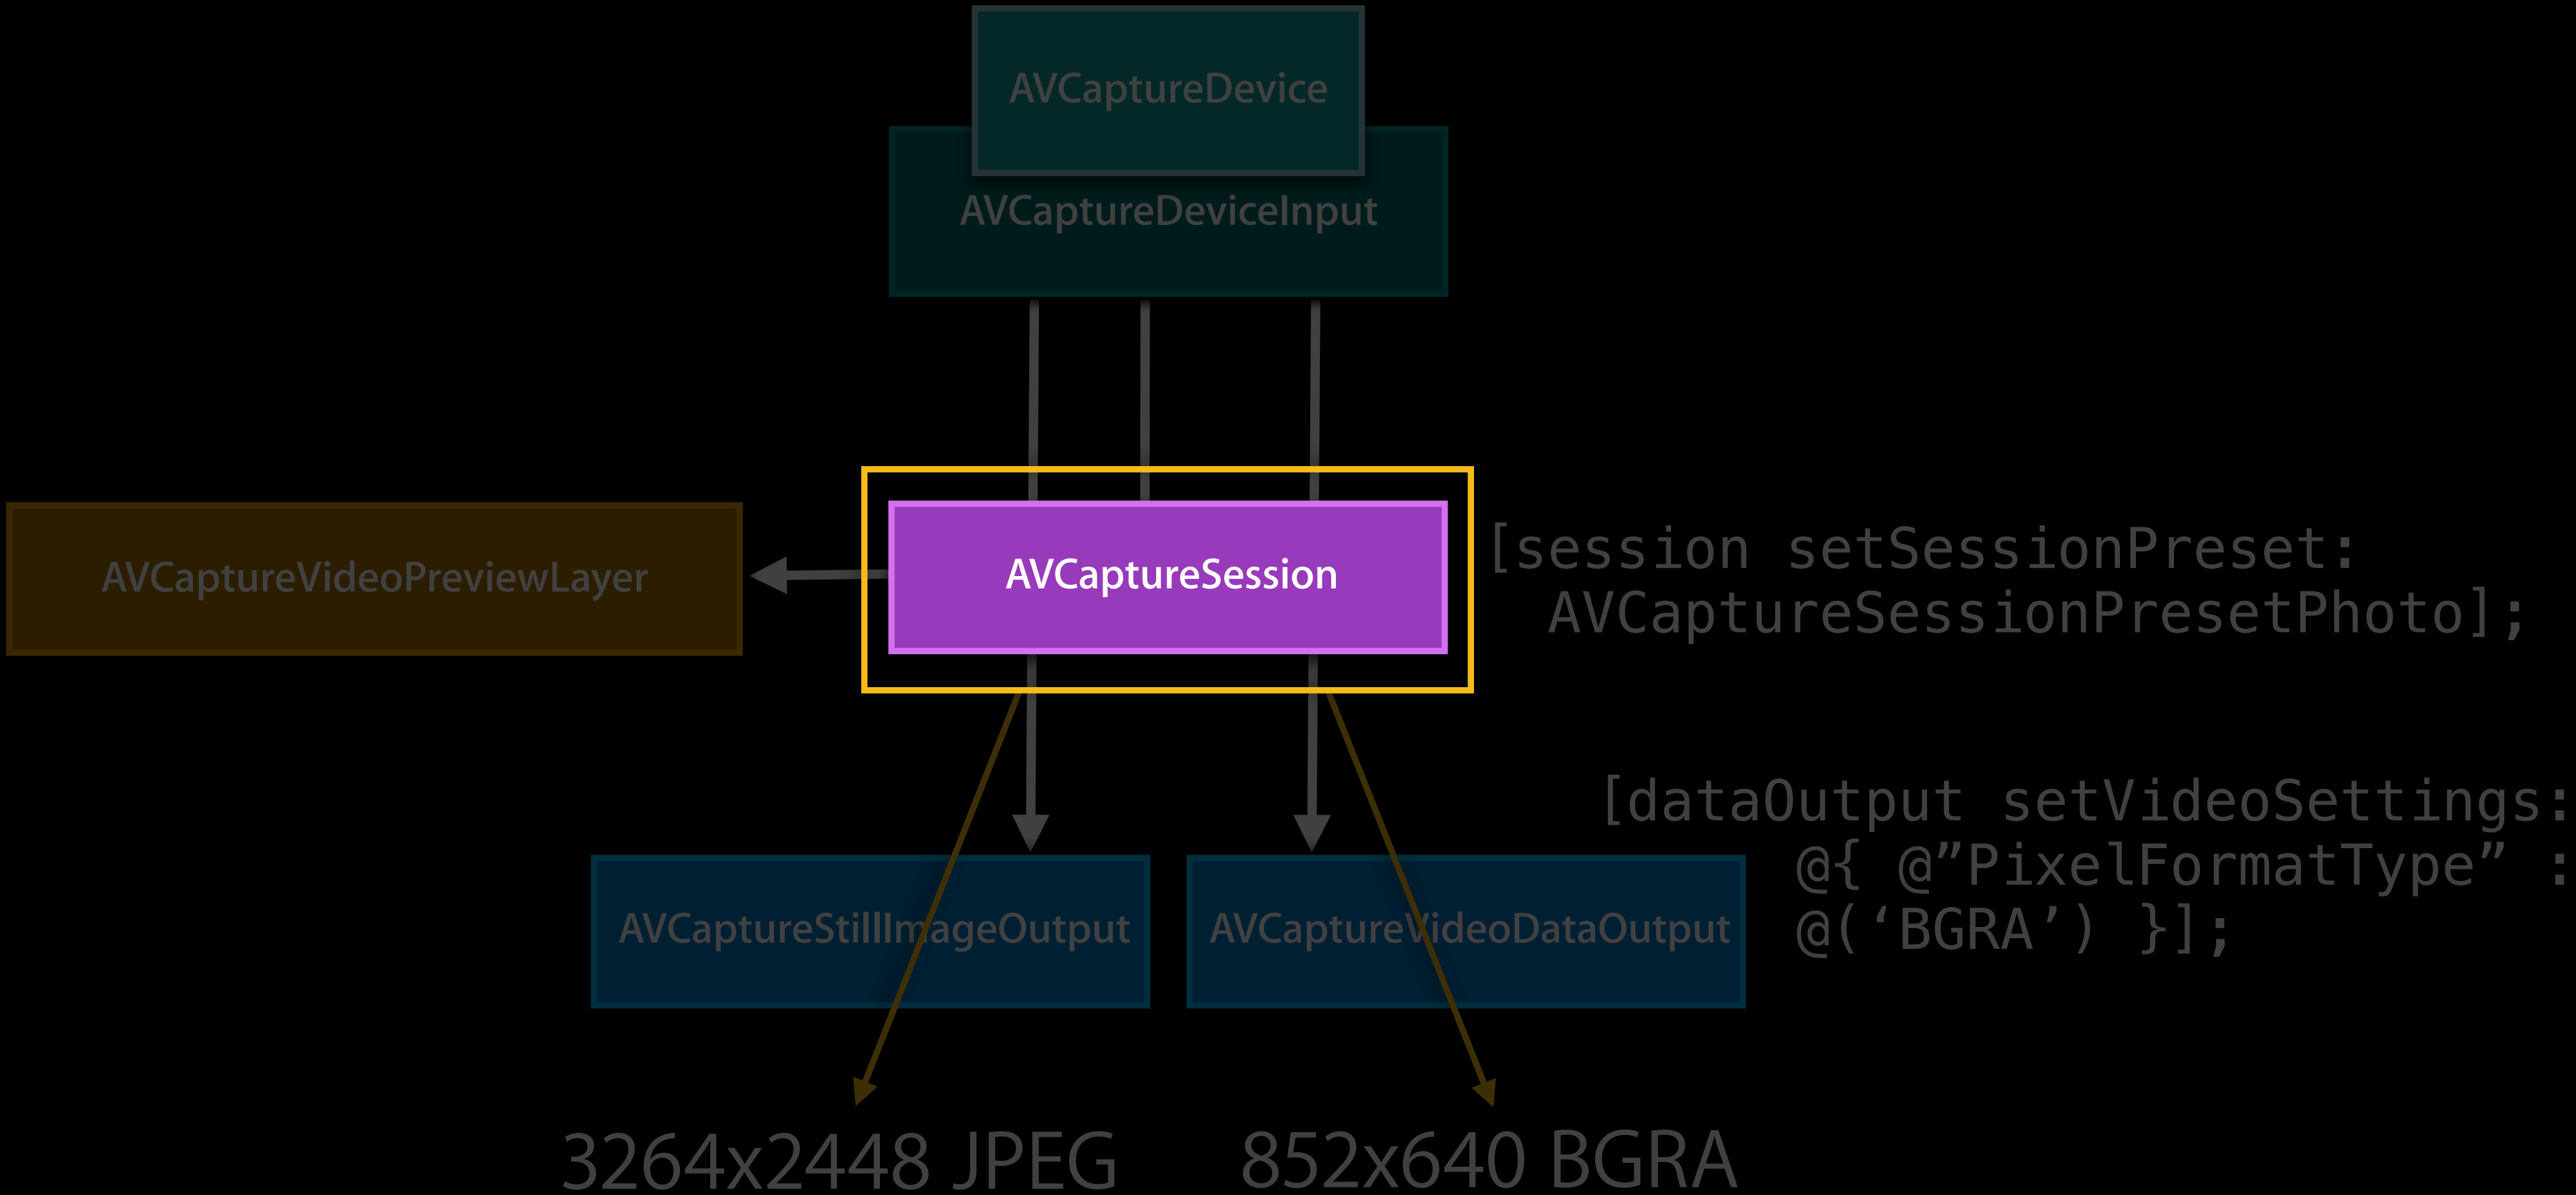 AVCaptureDevice
AVCaptureDeviceInput
AVCaptureVideoPreviewLayer
AVCaptureSession
[session setSessionPreset:
AVCaptureSessionPresetPhoto];
[dataOutput setVideoSettings:
@{ @”PixelFormatType” :
@(‘BGRA’) }];
AVCaptureStillImageOutput
AVCaptureVideoDataOutput
3264x2448 JPEG
852x640 BGRA